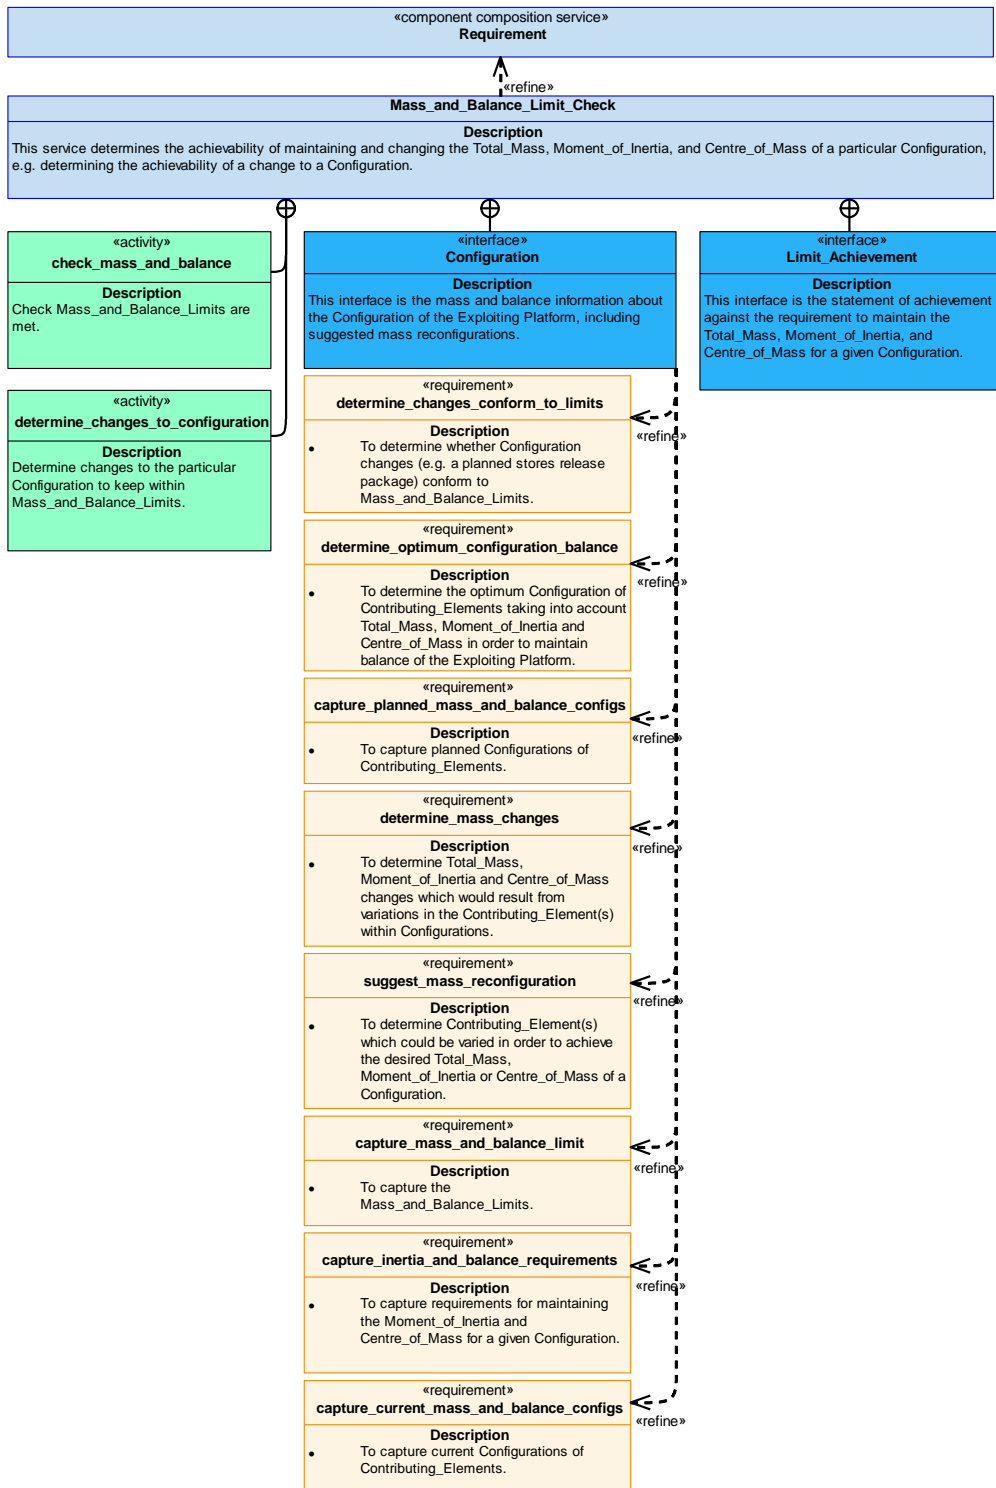 «component composition service»
Requirement
«refine»
Mass_and_Balance_Limit_Check
Description
This service determines the achievability of maintaining and changing the Total_Mass, Moment_of_Inertia, and Centre_of_Mass of a particular Configuration,
e.g. determining the achievability of a change to a Configuration.
«activity»
check_mass_and_balance
Description
Check Mass_and_Balance_Limits are
met.
«activity»
determine_changes_to_configuration
Description
Determine changes to the particular
Configuration to keep within
Mass_and_Balance_Limits.
«interface»
Configuration
Description
This interface is the mass and balance information about
the Configuration of the Exploiting Platform, including
suggested mass reconfigurations.
«interface»
Limit_Achievement
Description
This interface is the statement of achievement
against the requirement to maintain the
Total_Mass, Moment_of_Inertia, and
Centre_of_Mass for a given Configuration.
«requirement»
determine_changes_conform_to_limits
Description
• To determine whether Configuration
changes (e.g. a planned stores release
package) conform to
Mass_and_Balance_Limits.
«refine»
«requirement»
determine_optimum_configuration_balance
Description
• To determine the optimum Configuration of
Contributing_Elements taking into account
Total_Mass, Moment_of_Inertia and
Centre_of_Mass in order to maintain
balance of the Exploiting Platform.
«refine»
«requirement»
capture_planned_mass_and_balance_configs
Description
• To capture planned Configurations of
Contributing_Elements.
«refine»
«requirement»
determine_mass_changes
Description
• To determine Total_Mass,
Moment_of_Inertia and Centre_of_Mass
changes which would result from
variations in the Contributing_Element(s)
within Configurations.
«refine»
«requirement»
suggest_mass_reconfiguration
Description
• To determine Contributing_Element(s)
which could be varied in order to achieve
the desired Total_Mass,
Moment_of_Inertia or Centre_of_Mass of a
Configuration.
«refine»
«requirement»
capture_mass_and_balance_limit
Description
• To capture the
Mass_and_Balance_Limits.
«refine»
«requirement»
capture_inertia_and_balance_requirements
Description
• To capture requirements for maintaining
the Moment_of_Inertia and
Centre_of_Mass for a given Configuration.
«refine»
«requirement»
capture_current_mass_and_balance_configs
Description
• To capture current Configurations of
Contributing_Elements.
«refine»